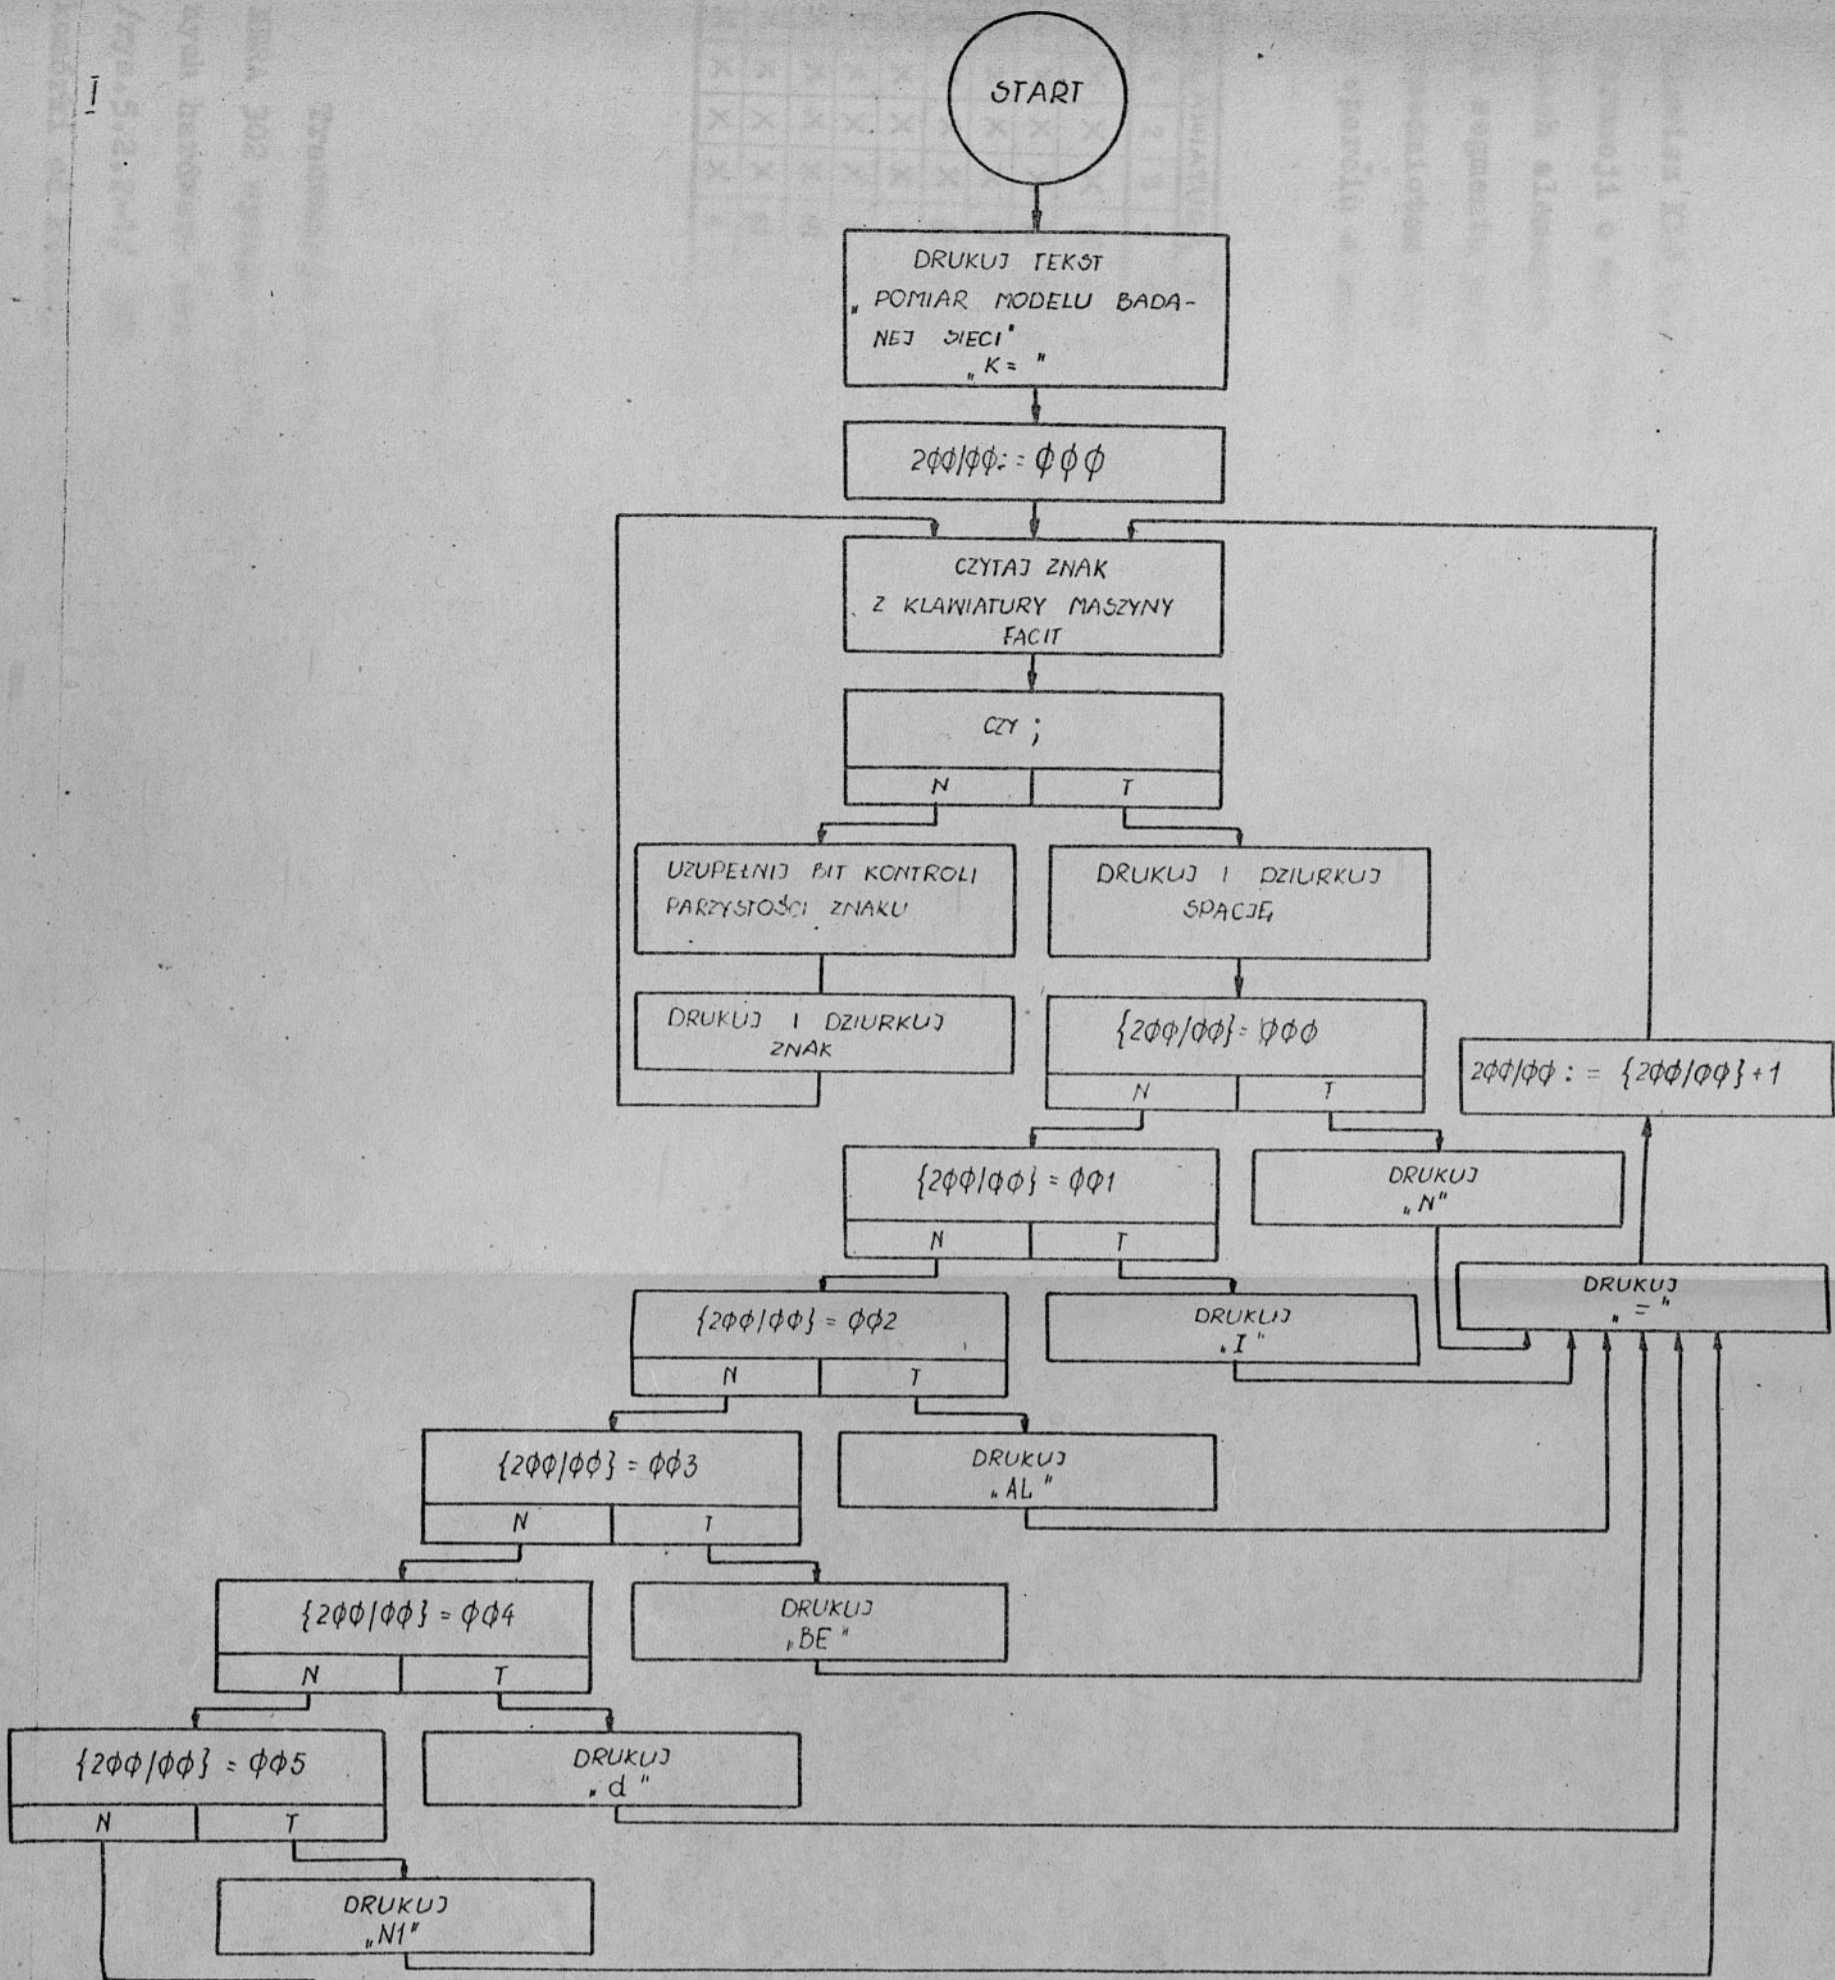 I
START
DRUKUJ TEKST
„POMIAR MODELU BADA-
NEJ SIECI"
„K= "
2φφ/φφ:= φφφ
CZYTAJ ZNAK
Z KLAWIATURY MASZYNY
FACIT
CZY ;
N T
UZUPEŁNIJ BIT KONTROLI
PARZYSTOŚCI ZNAKU
DRUKUJ I DZIURKUJ
SPACJĘ
DRUKUJ I DZIURKUJ
ZNAK
{2φφ/φφ}= φφφ
N T
2φφ/φφ := {2φφ/φφ}+1
{2φφ/φφ} = φφ1
N T
DRUKUJ
„N"
DRUKUJ
„="
{2φφ/φφ} = φφ2
N T
DRUKUJ
„I"
{2φφ/φφ} = φφ3
N T
DRUKUJ
„AL"
{2φφ/φφ} = φφ4
N T
DRUKUJ
„BE"
{2φφ/φφ} = φφ5
N T
DRUKUJ
„d"
DRUKUJ
„N1"